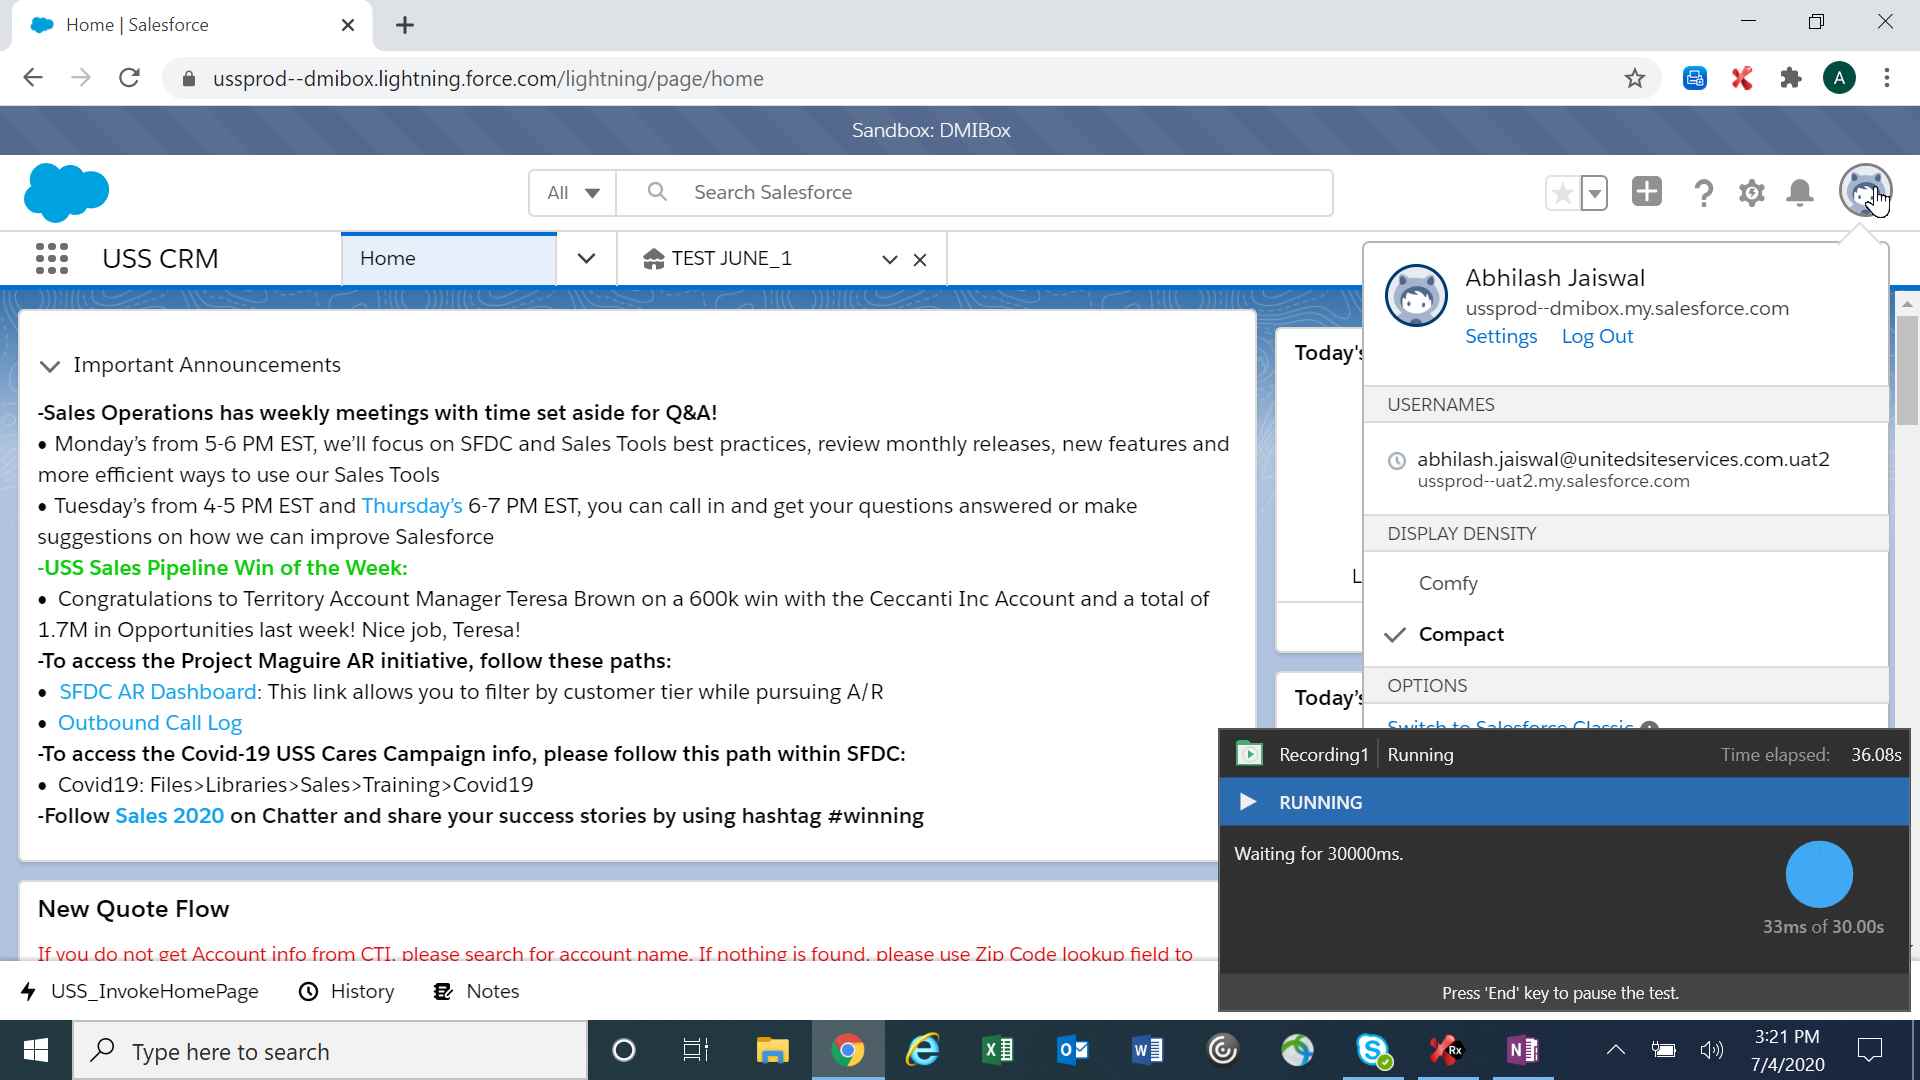 Home | Salesforce
ussprod--dmibox.lightning.force.com/lightning/page/home
A
Sandbox: DMIBox
All
Search Salesforce
USS CRM
Home
TEST JUNE_1
Abhilash Jaiswal
ussprod--dmibox.my.salesforce.com
Settings Log Out
USERNAMES
abhilash.jaiswal@unitedsiteservices.com.uat2
ussprod--uat2.my.salesforce.com
DISPLAY DENSITY
Comfy
Compact
OPTIONS
Switch to Salesforce Classic
Important Announcements
-Sales Operations has weekly meetings with time set aside for Q&A!
• Monday’s from 5-6 PM EST, we’ll focus on SFDC and Sales Tools best practices, review monthly releases, new features and
more efficient ways to use our Sales Tools
• Tuesday’s from 4-5 PM EST and Thursday’s 6-7 PM EST, you can call in and get your questions answered or make
suggestions on how we can improve Salesforce
-USS Sales Pipeline Win of the Week:
• Congratulations to Territory Account Manager Teresa Brown on a 600k win with the Ceccanti Inc Account and a total of
1.7M in Opportunities last week! Nice job, Teresa!
-To access the Project Maguire AR initiative, follow these paths:
• SFDC AR Dashboard: This link allows you to filter by customer tier while pursuing A/R
• Outbound Call Log
-To access the Covid-19 USS Cares Campaign info, please follow this path within SFDC:
• Covid19: Files>Libraries>Sales>Training>Covid19
-Follow Sales 2020 on Chatter and share your success stories by using hashtag #winning
Today's
L
Today’s
New Quote Flow
If you do not get Account info from CTI, please search for account name. If nothing is found, please use Zip Code lookup field to
Recording1 Running Time elapsed: 36.08s
RUNNING
Waiting for 30000ms.
33ms of 30.00s
Press 'End' key to pause the test.
USS_InvokeHomePage
History
Notes
Type here to search
Rx
3:21 PM
7/4/2020